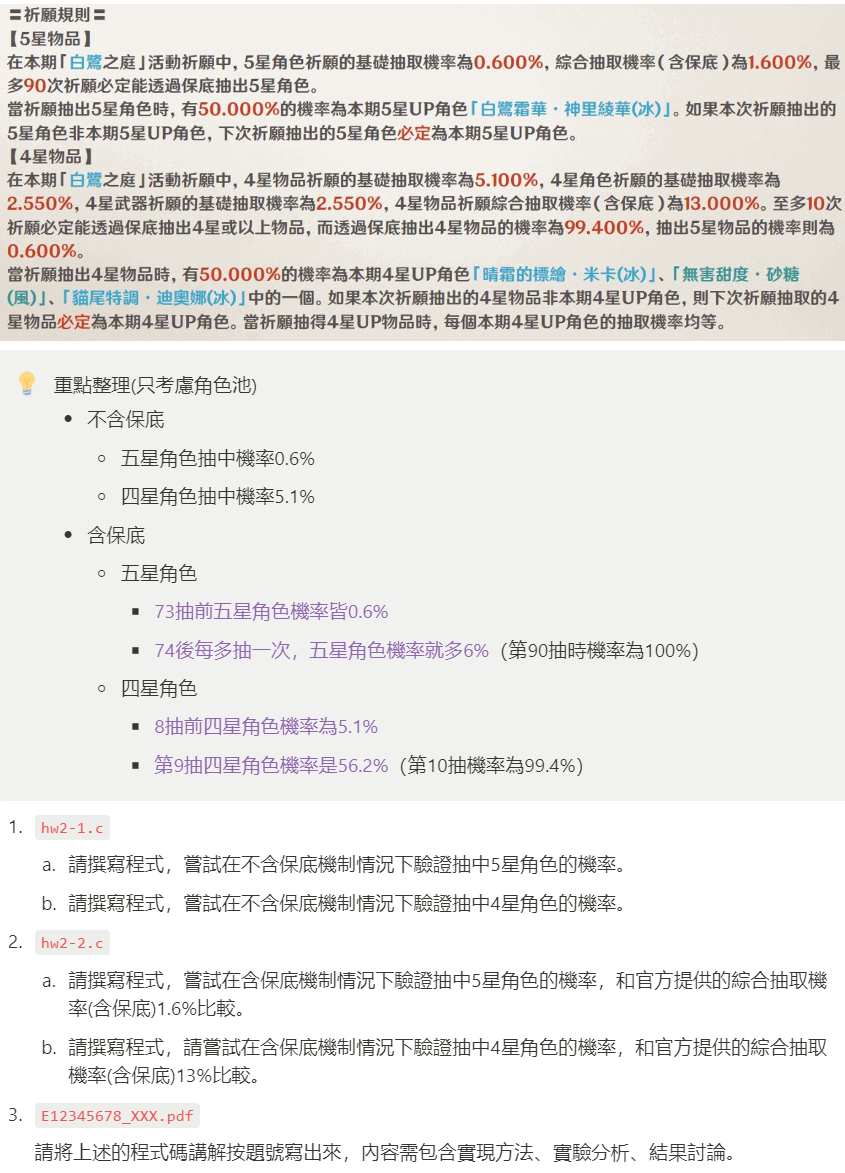 〓祈願規則〓
【5星物品】
在本期「白鷺之庭」活動祈願中, 5星角色祈願的基礎抽取機率為0.600%, 綜合抽取機率(含保底)為1.600%, 最
多90次祈願必定能透過保底抽出5星角色。
當祈願抽出5星角色時, 有50.000%的機率為本期5星UP角色「白鷺霜華・神里綾華(冰)」。如果本次祈願抽出的
5星角色非本期5星UP角色, 下次祈願抽出的5星角色必定為本期5星UP角色。
【4星物品】
在本期「白鷺之庭」活動祈願中, 4星物品祈願的基礎抽取機率為5.100%, 4星角色祈願的基礎抽取機率為
2.550%, 4星武器祈願的基礎抽取機率為2.550%, 4星物品祈願綜合抽取機率(含保底)為13.000%。至多10次
祈願必定能透過保底抽出4星或以上物品, 而透過保底抽出4星物品的機率為99.400%, 抽出5星物品的機率則為
0.600%。
當祈願抽出4星物品時, 有50.000%的機率為本期4星UP角色「晴霜的標繪・米卡(冰)」、「無害甜度・砂糖
(風)」、「貓尾特調・迪奧娜(冰)」中的一個。如果本次祈願抽出的4星物品非本期4星UP角色, 則下次祈願抽取的4
星物品必定為本期4星UP角色。當祈願抽得4星UP物品時, 每個本期4星UP角色的抽取機率均等。
重點整理(只考慮角色池)
• 不含保底
◦ 五星角色抽中機率0.6%
◦ 四星角色抽中機率5.1%
• 含保底
◦ 五星角色
▪ 73抽前五星角色機率皆0.6%
▪ 74後每多抽一次，五星角色機率就多6%（第90抽時機率為100%）
◦ 四星角色
▪ 8抽前四星角色機率為5.1%
▪ 第9抽四星角色機率是56.2%（第10抽機率為99.4%）
1. hw2-1.c
a. 請撰寫程式，嘗試在不含保底機制情況下驗證抽中5星角色的機率。
b. 請撰寫程式，嘗試在不含保底機制情況下驗證抽中4星角色的機率。
2. hw2-2.c
a. 請撰寫程式，嘗試在含保底機制情況下驗證抽中5星角色的機率，和官方提供的綜合抽取機
率(含保底)1.6%比較。
b. 請撰寫程式，請嘗試在含保底機制情況下驗證抽中4星角色的機率，和官方提供的綜合抽取
機率(含保底)13%比較。
3. E12345678_XXX.pdf
請將上述的程式碼講解按題號寫出來，內容需包含實現方法、實驗分析、結果討論。